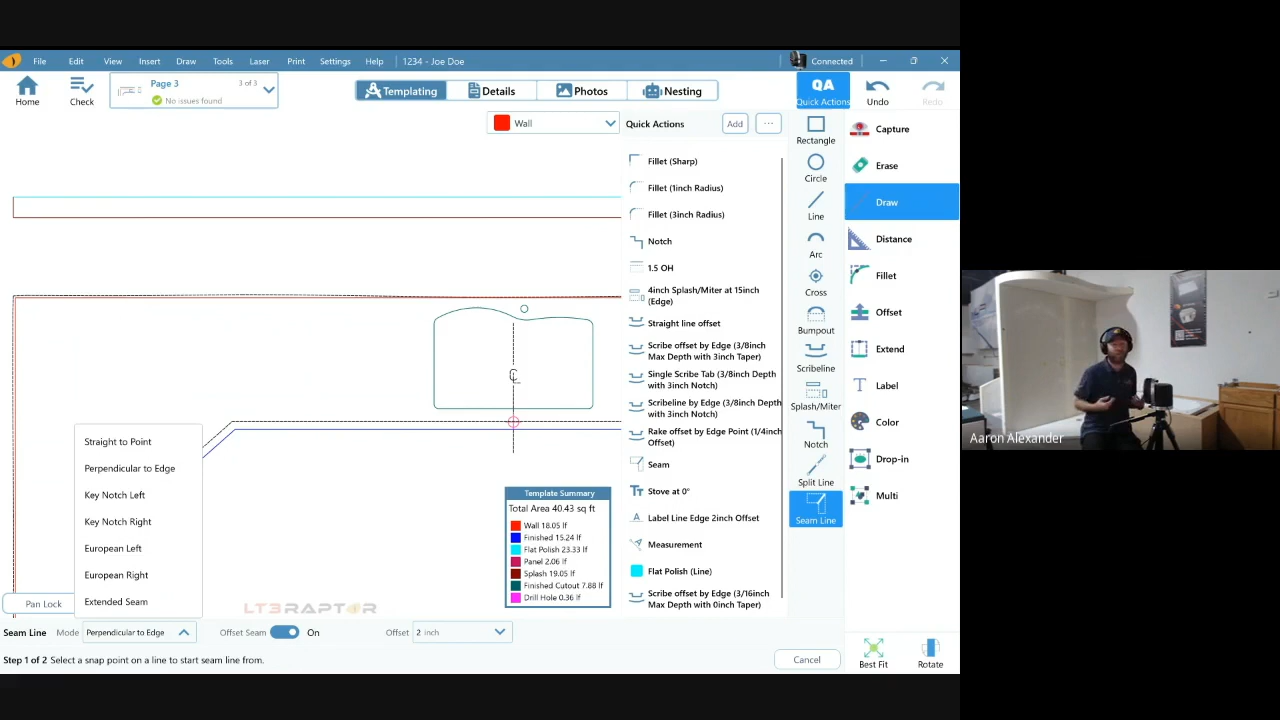 File Edit View Insert Draw Tools Laser Print Settings Help 1234 - Joe Doe Connected
Home
Check
Page 3
3 of 3
No issues found
Templating
Details
Photos
Nesting
QA
Quick Actions
Undo
Redo
Wall
Quick Actions
Add
...
Fillet (Sharp)
Fillet (1inch Radius)
Fillet (3inch Radius)
Notch
1.5 OH
4inch Splash/Miter at 15inch
(Edge)
Straight line offset
Scribe offset by Edge (3/8inch
Max Depth with 3inch Taper)
Single Scribe Tab (3/8inch Depth
with 3inch Notch)
Scribeline by Edge (3/8inch Depth
with 3inch Notch)
Rake offset by Edge Point (1/4inch
Offset)
Seam
Stove at 0°
Label Line Edge 2inch Offset
Measurement
Flat Polish (Line)
Scribe offset by Edge (3/16inch
Max Depth with 0inch Taper)
Rectangle
Circle
Line
Arc
Cross
Bumpout
Scribeline
Splash/Miter
Notch
Split Line
Seam Line
Capture
Erase
Draw
Distance
Fillet
Offset
Extend
Label
Color
Drop-in
Multi
Best Fit
Rotate
Straight to Point
Perpendicular to Edge
Key Notch Left
Key Notch Right
European Left
European Right
Extended Seam
Pan Lock
LT3RAPTOR
Template Summary
Total Area 40.43 sq ft
Wall 18.05 lf
Finished 15.24 lf
Flat Polish 23.33 lf
Panel 2.06 lf
Splash 19.05 lf
Finished Cutout 7.88 lf
Drill Hole 0.36 lf
Seam Line Mode Perpendicular to Edge Offset Seam On Offset 2 inch
Step 1 of 2 Select a snap point on a line to start seam line from.
Cancel
Aaron Alexander